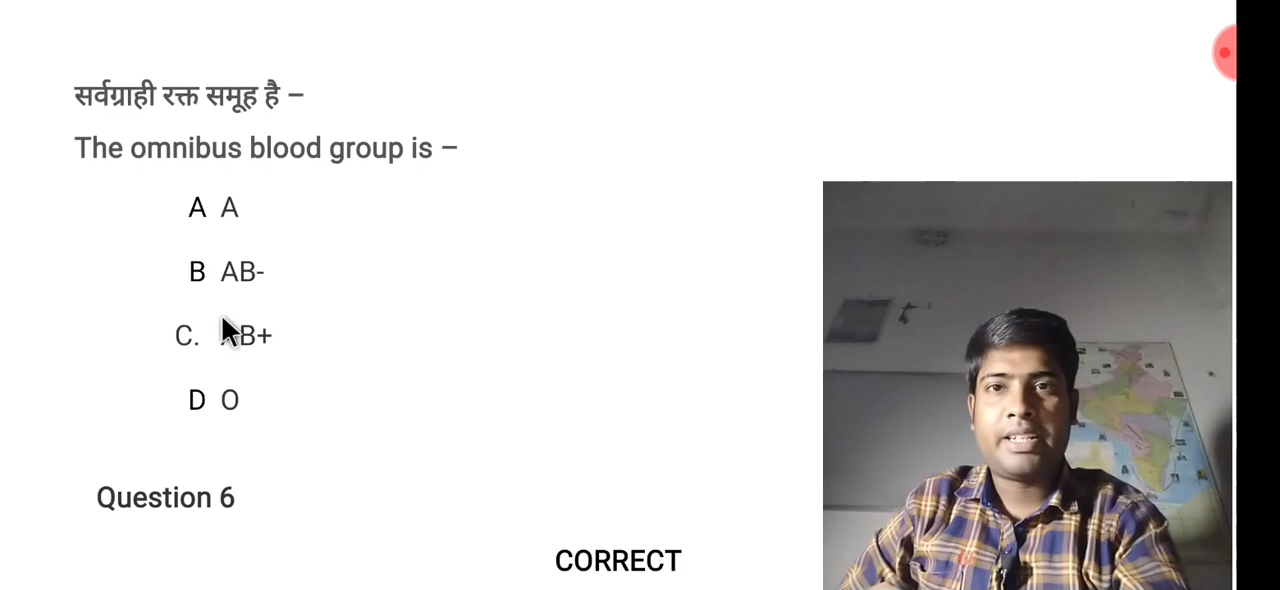 सर्वग्राही रक्त समूह है –
The omnibus blood group is –
A A
B AB-
C. B+
D O
Question 6
CORRECT